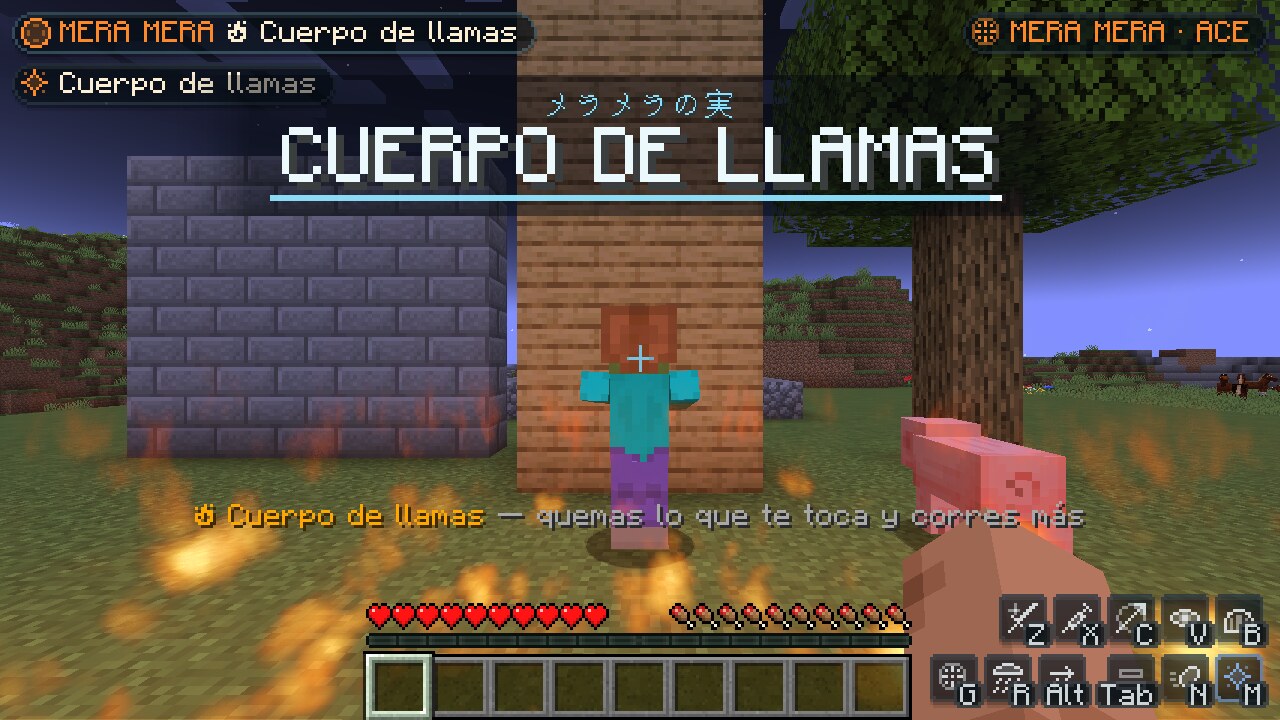 MERA MERA Cuerpo de llamas
MERA MERA · ACE
Cuerpo de llamas
メラメラの実
CUERPO DE LLAMAS
Cuerpo de llamas — quemas lo que te toca y corres más
Z X C V B
G R Alt Tab N M